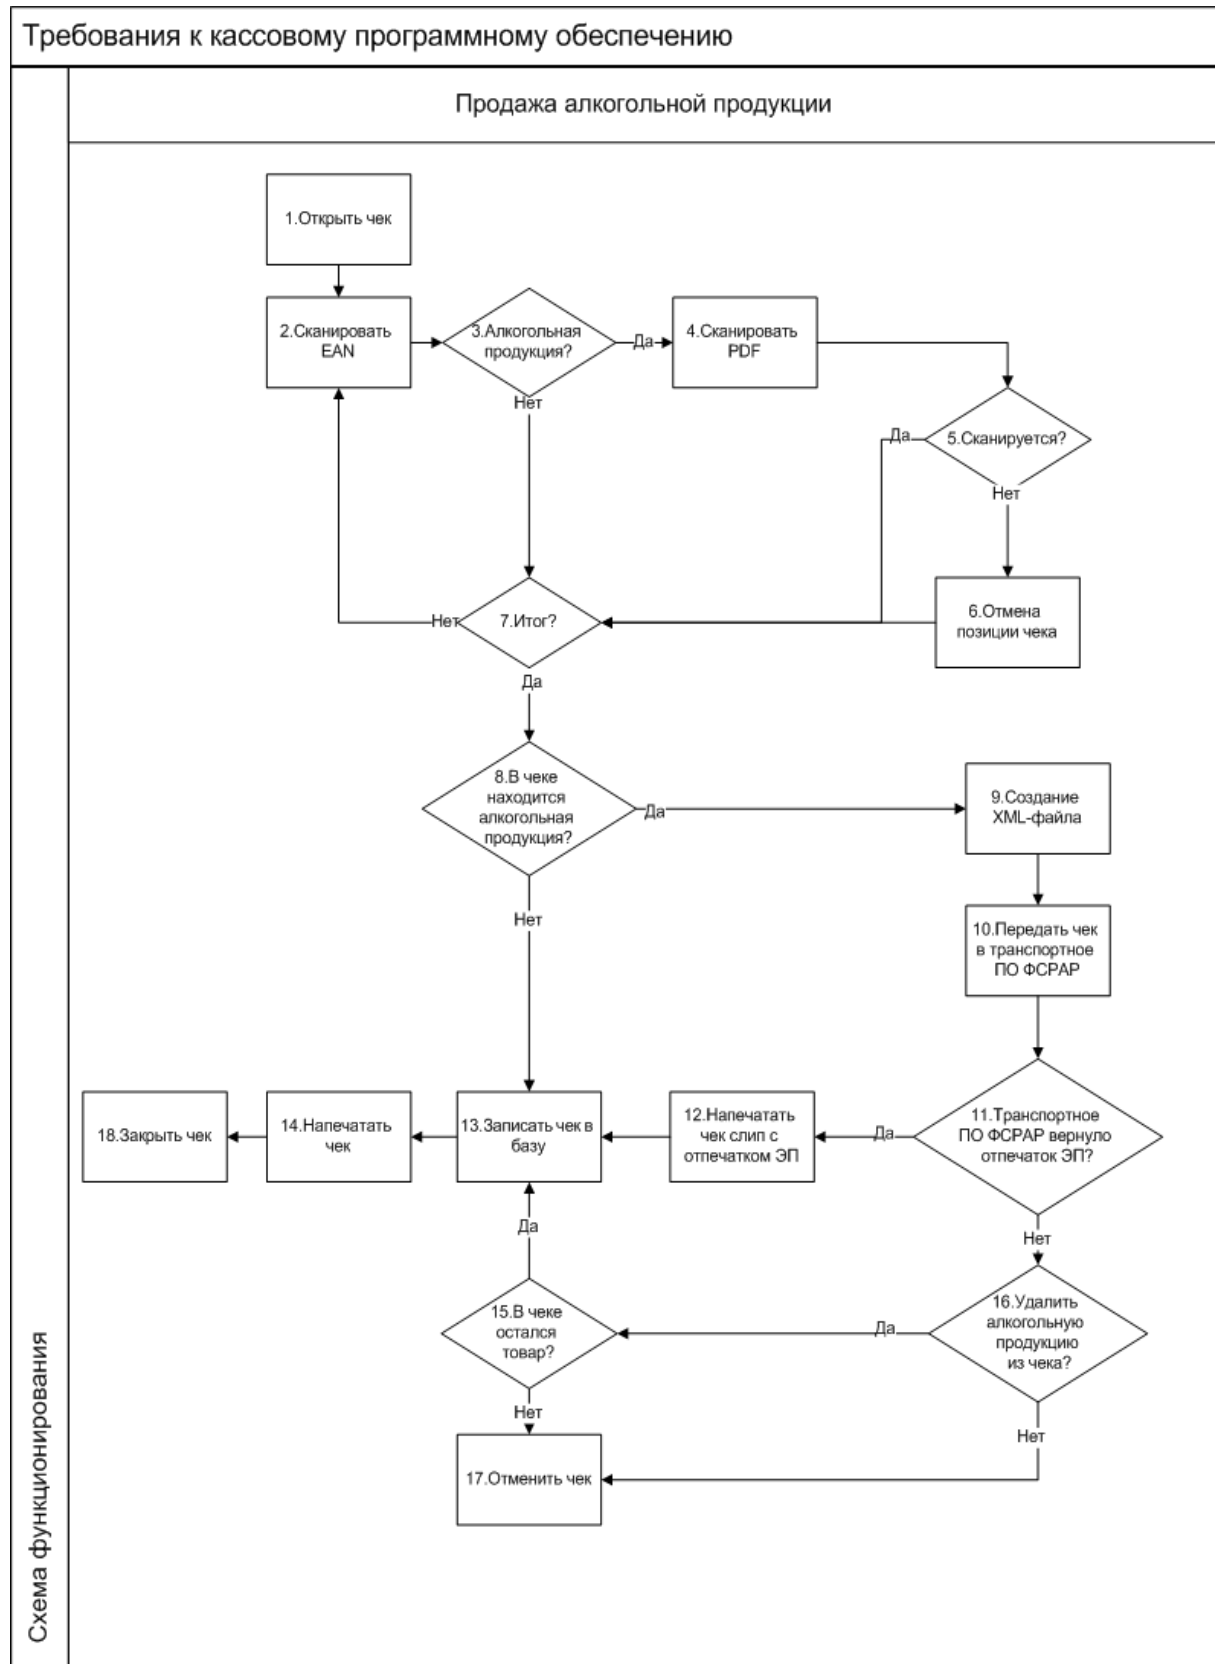 Требования к кассовому программному обеспечению
Продажа алкогольной продукции
Схема функционирования
1.Открыть чек
2.Сканировать
EAN
3.Алкогольная
продукция?
Да
4.Сканировать
PDF
Нет
5.Сканируется?
Да
Нет
6.Отмена
позиции чека
7.Итог?
Нет
Да
8.В чеке
находится
алкогольная
продукция?
Да
9.Создание
XML-файла
Нет
10.Передать чек
в транспортное
ПО ФСРАР
11.Транспортное
ПО ФСРАР вернуло
отпечаток ЭП?
Да
12.Напечатать
чек слип с
отпечатком ЭП
13.Записать чек в
базу
14.Напечатать
чек
18.Закрыть чек
Нет
Да
15.В чеке
остался
товар?
Да
16.Удалить
алкогольную
продукцию
из чека?
Нет
Нет
17.Отменить чек